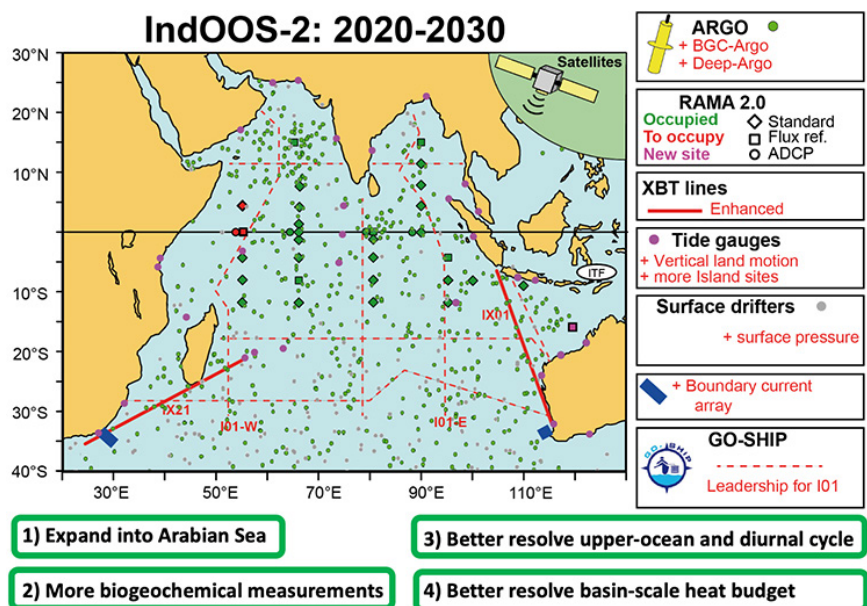 IndOOS-2: 2020-2030
30°N
20°N
10°N
0°
10°S
20°S
30°S
40°S
30°E
50°E
70°E
90°E
110°E
Satellites
ITF
IX01
IX21
I01-W
I01-E
ARGO
+ BGC-Argo
+ Deep-Argo
RAMA 2.0
Occupied
To occupy
New site
Standard
Flux ref.
ADCP
XBT lines
Enhanced
Tide gauges
+ Vertical land motion
+ more Island sites
Surface drifters
+ surface pressure
+ Boundary current
array
GO-SHIP
GO-SHIP
Leadership for I01
1) Expand into Arabian Sea
2) More biogeochemical measurements
3) Better resolve upper-ocean and diurnal cycle
4) Better resolve basin-scale heat budget